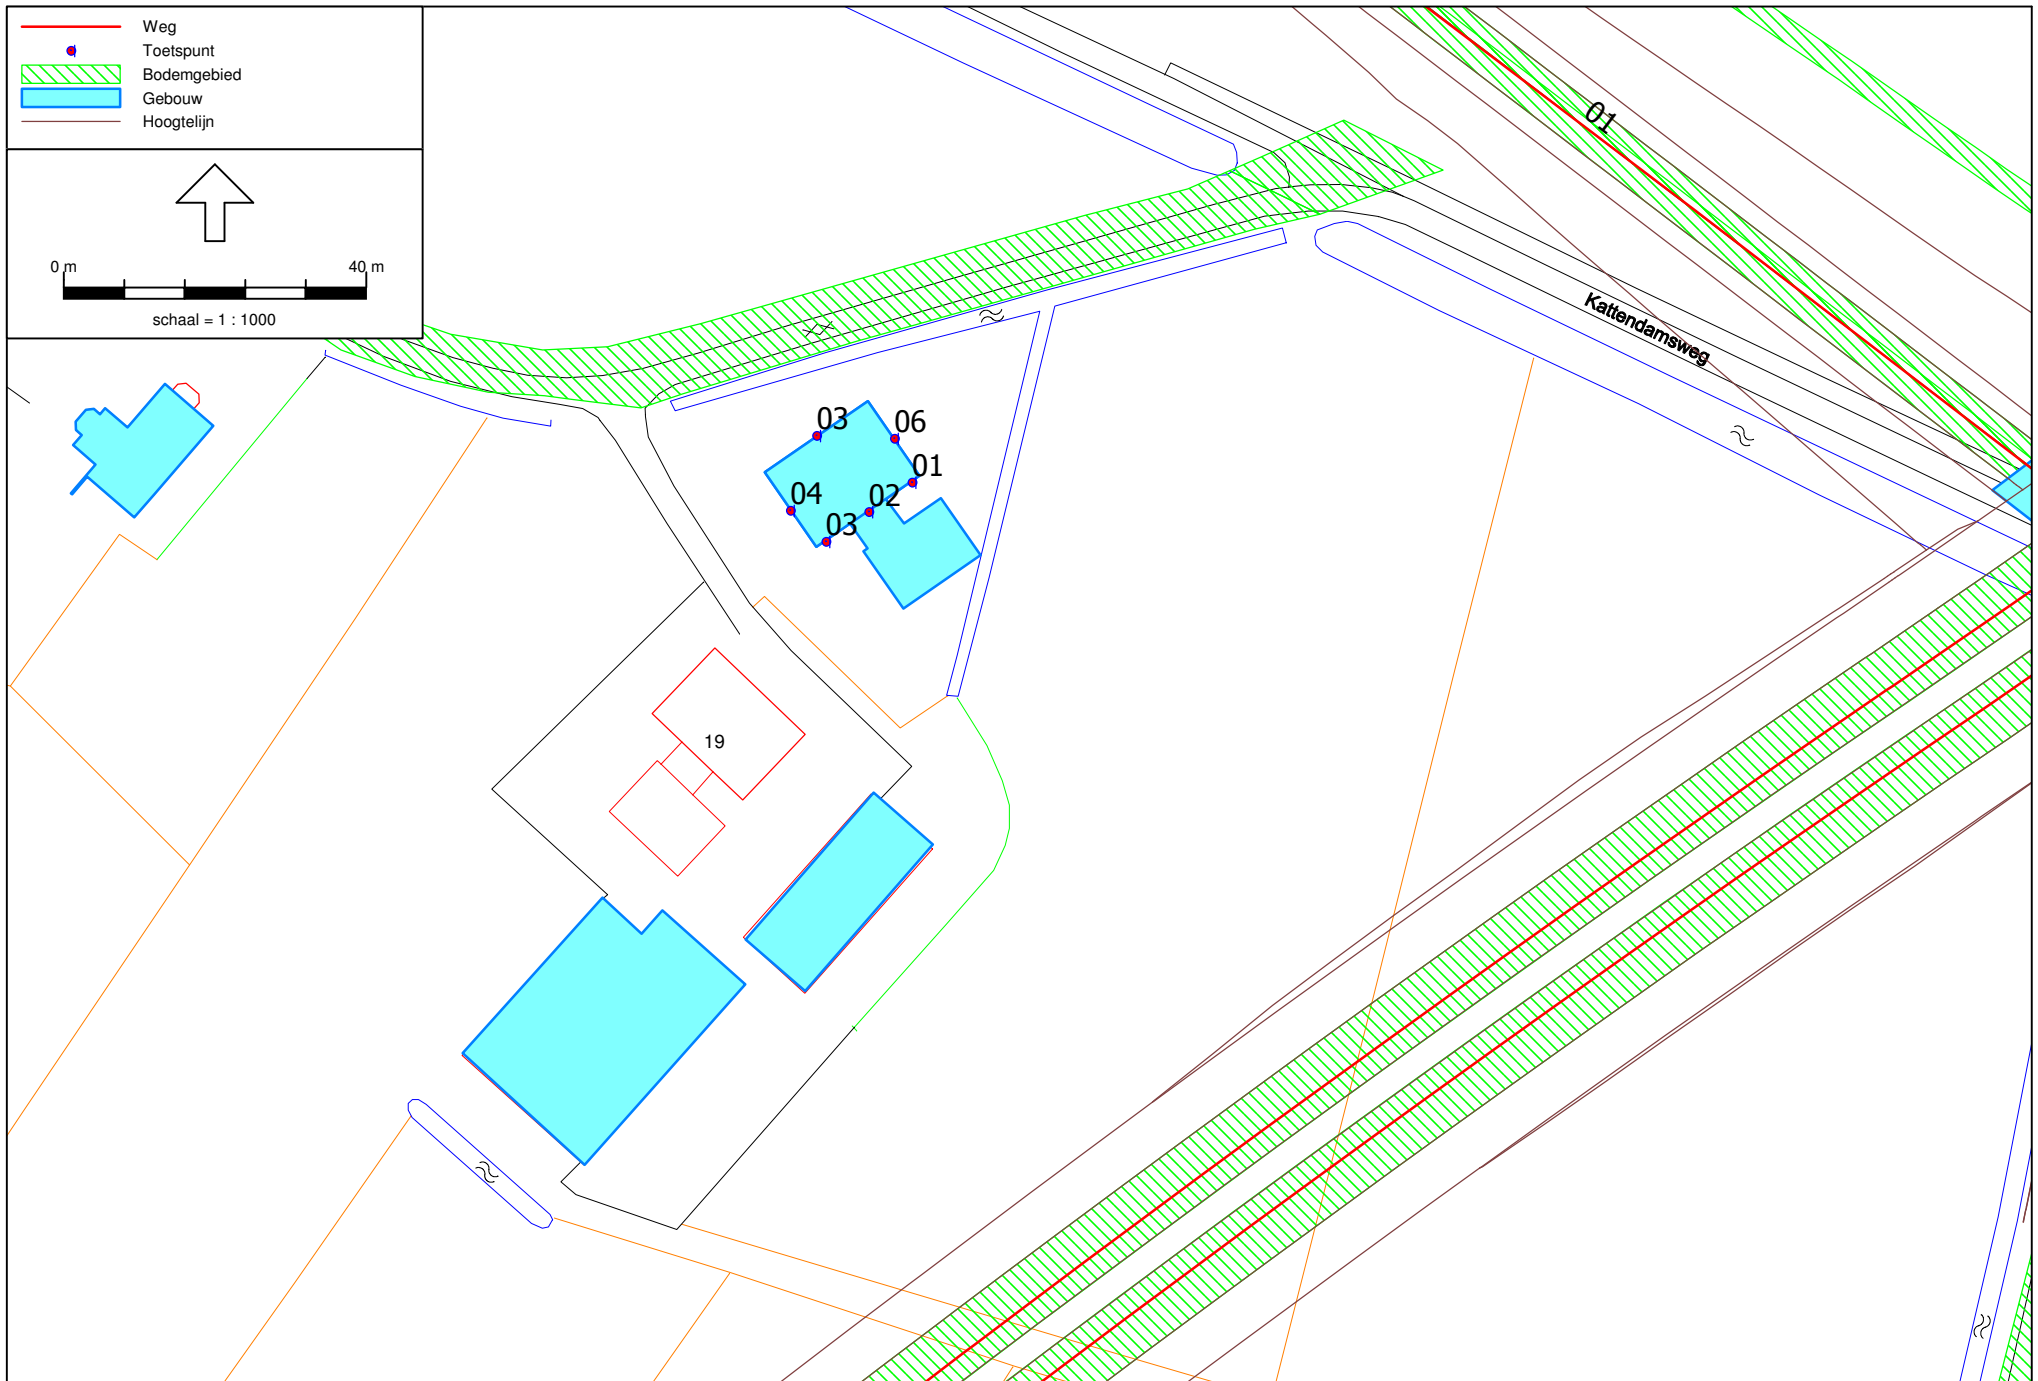 Weg
Toetspunt
Bodemgebied
Gebouw
Hoogtelijn
0 m 40 m
schaal = 1 : 1000
01
Kattendamsweg
03
06
01
04
02
03
19